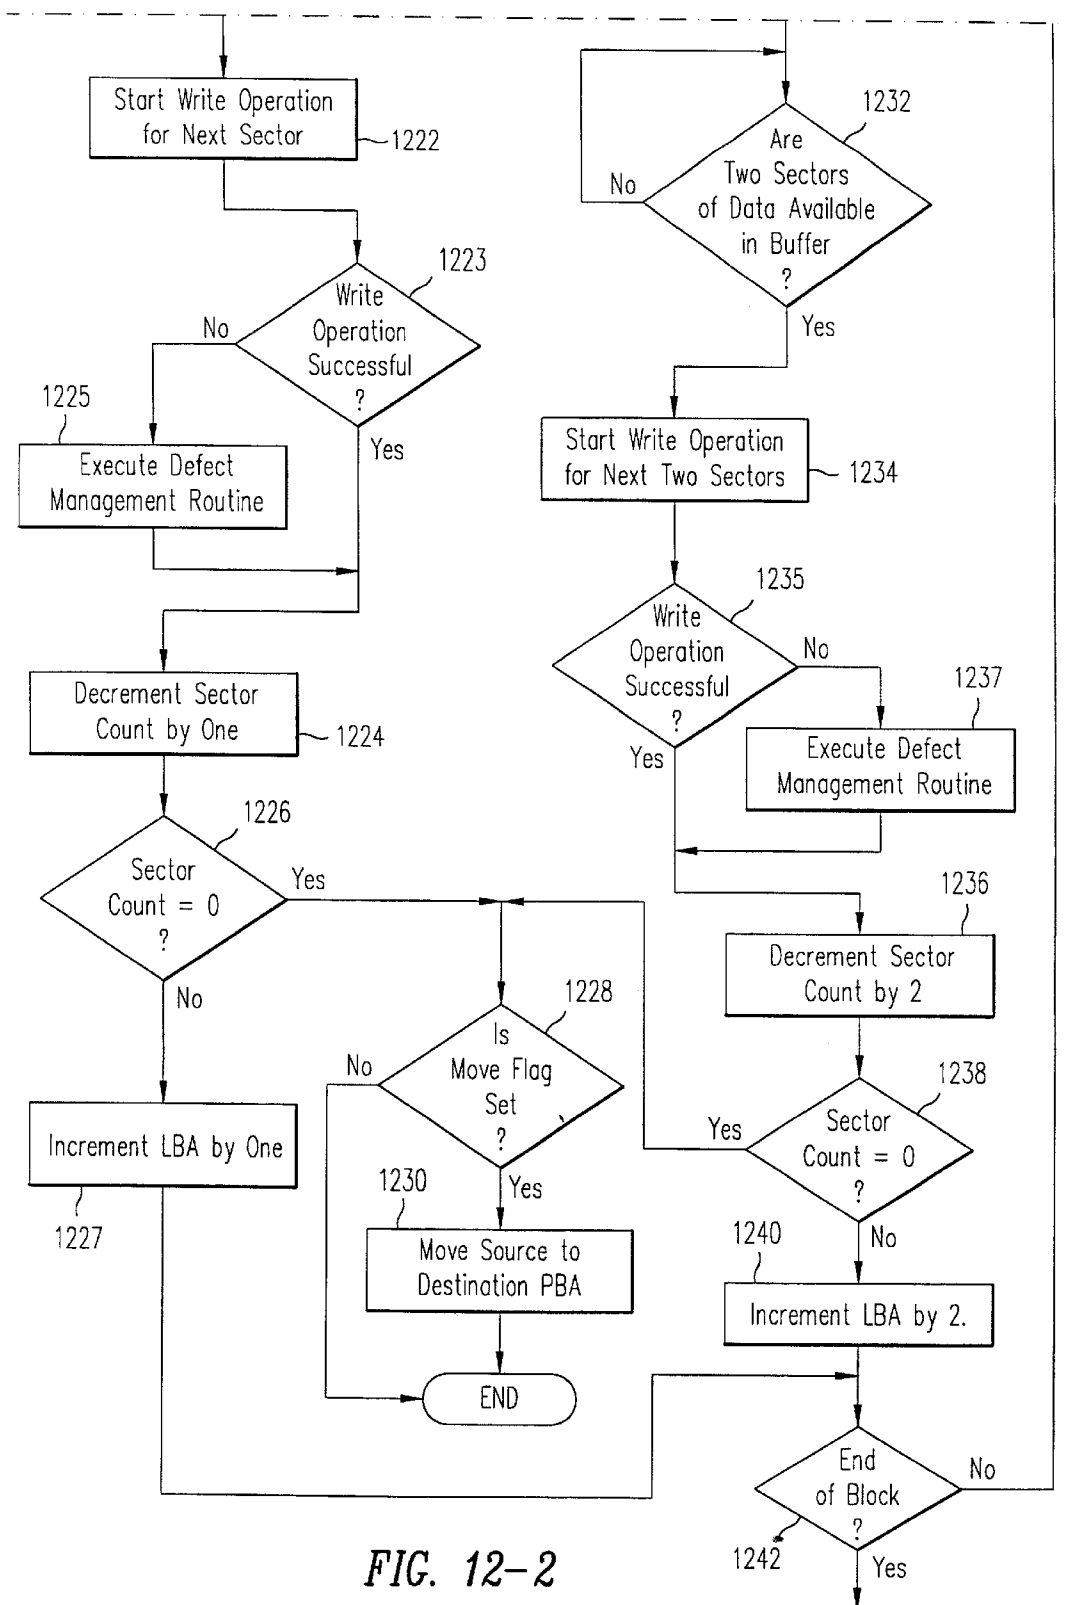 Start Write Operation
for Next Sector
1222
1223
Write
Operation
Successful
?
No
Yes
1225
Execute Defect
Management Routine
Decrement Sector
Count by One
1224
1226
Sector
Count = 0
?
Yes
No
Increment LBA by One
1227
1228
Is
Move Flag
Set
?
No
Yes
1230
Move Source to
Destination PBA
END
1232
Are
Two Sectors
of Data Available
in Buffer
?
No
Yes
Start Write Operation
for Next Two Sectors
1234
1235
Write
Operation
Successful
?
No
Yes
1237
Execute Defect
Management Routine
1236
Decrement Sector
Count by 2
1238
Sector
Count = 0
?
Yes
No
1240
Increment LBA by 2.
End
of Block
?
No
1242
Yes
FIG. 12-2